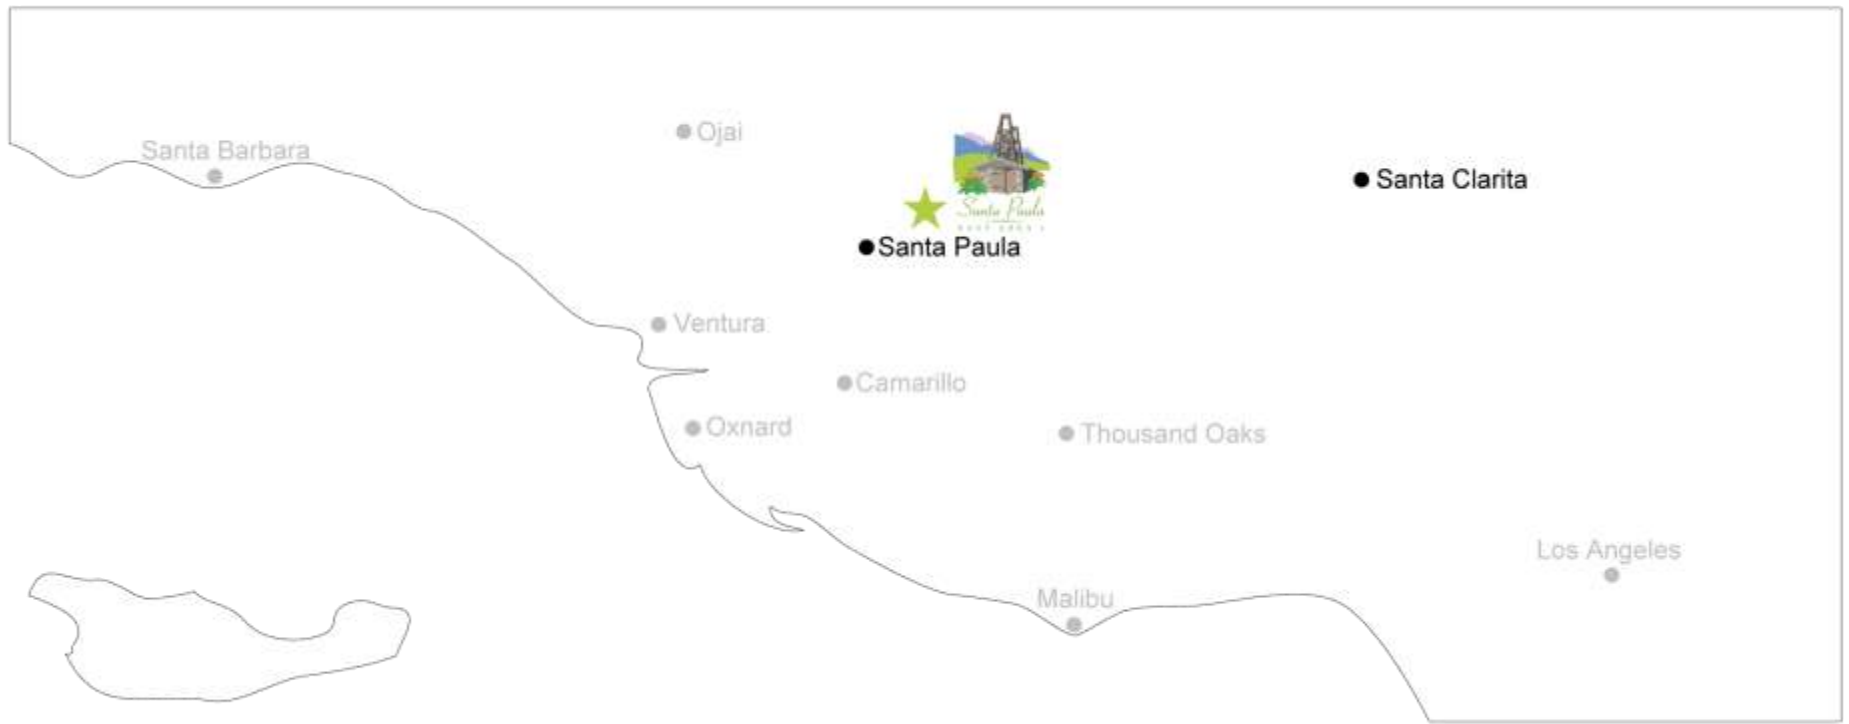 Ojai
Santa Barbara
Santa Clarita
Santa Paula
Santa Paula
Ventura
Camarillo
Oxnard
Thousand Oaks
Los Angeles
Malibu